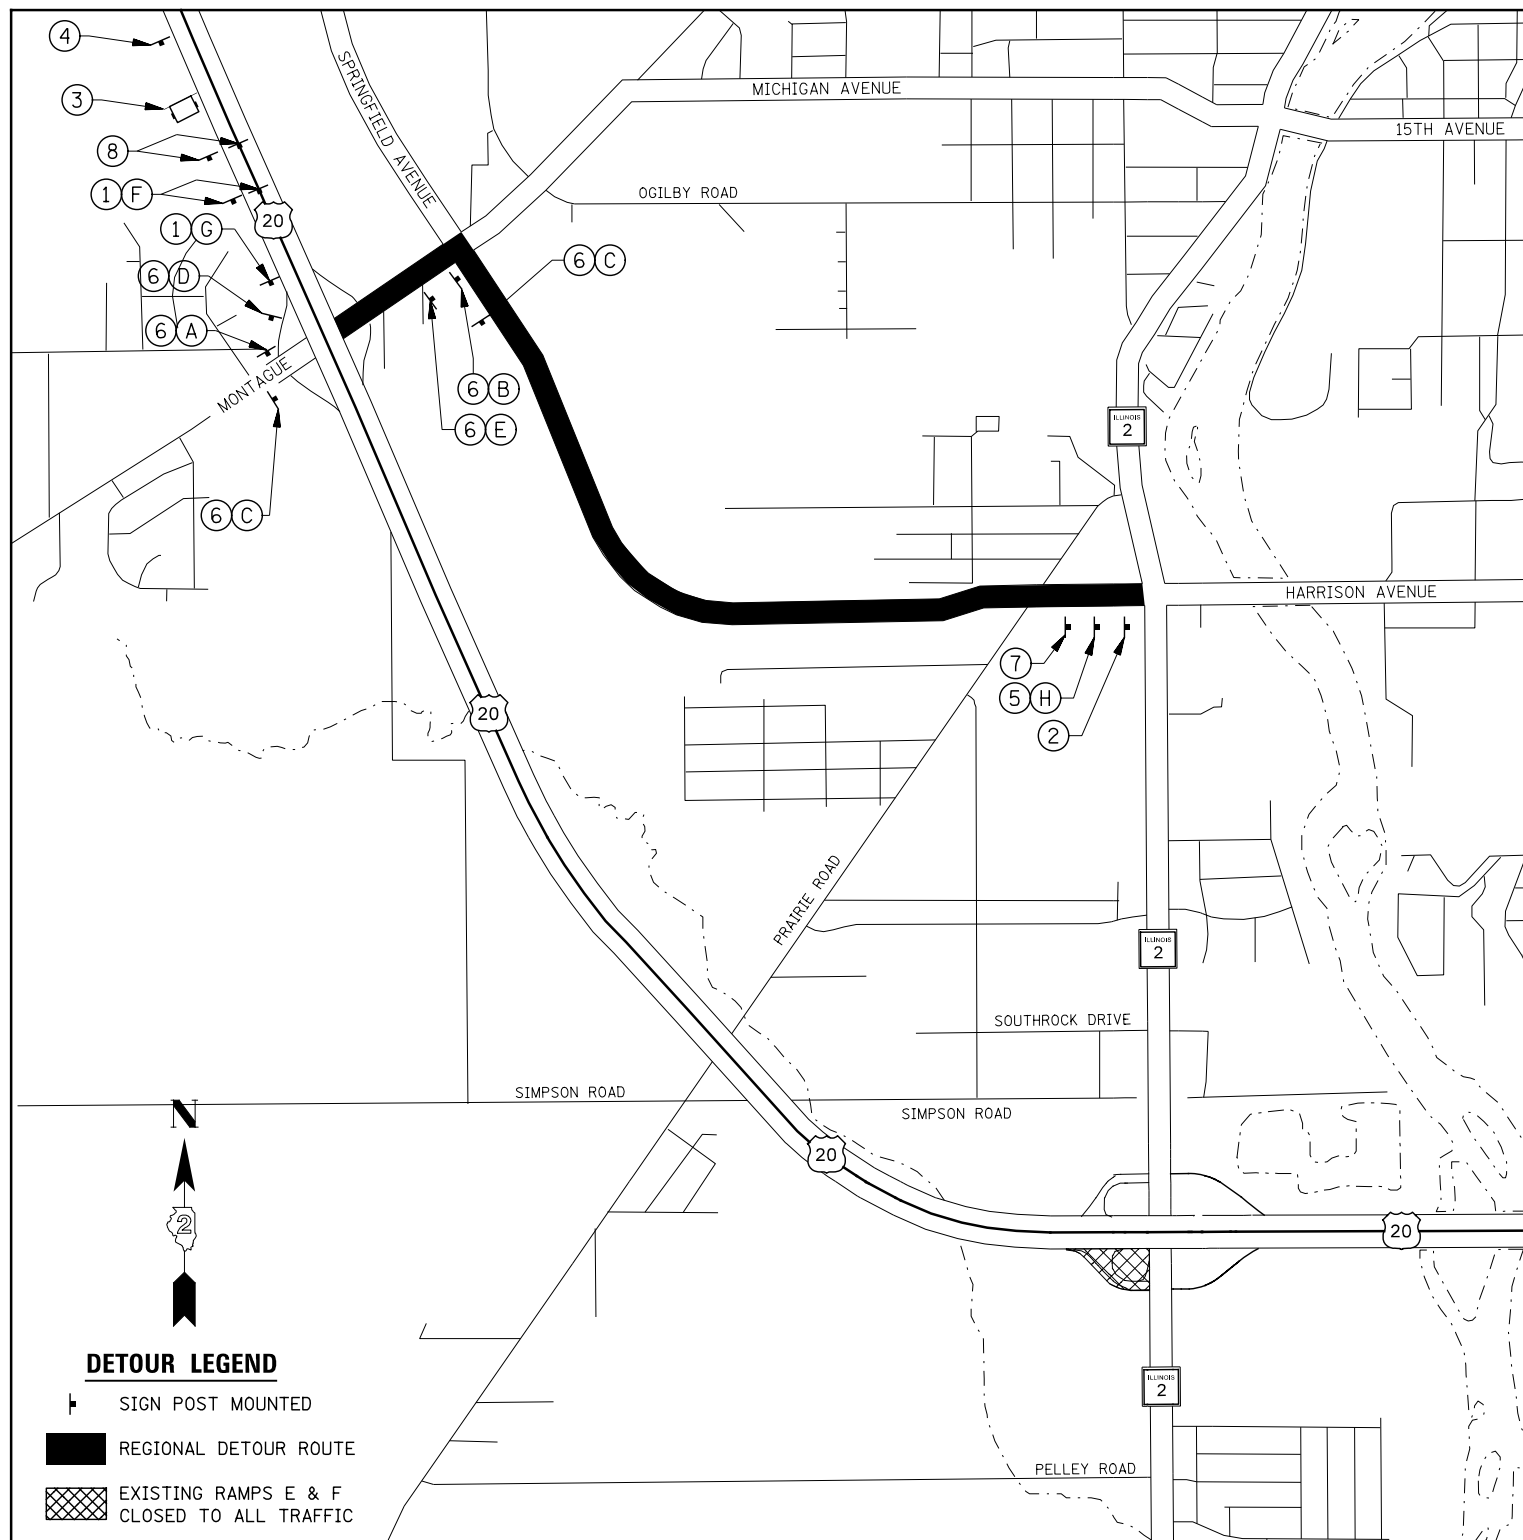 4
SPRINGFIELD AVENUE
MICHIGAN AVENUE
3
15TH AVENUE
8
1 F
OGILBY ROAD
20
1 G
6 D
6 C
6 A
MONTAGUE
6 B
6 E
ILLINOIS
2
6 C
HARRISON AVENUE
7
5 H
2
20
PRAIRIE ROAD
ILLINOIS
2
SOUTHROCK DRIVE
SIMPSON ROAD
SIMPSON ROAD
N
20
2
20
DETOUR LEGEND
SIGN POST MOUNTED
ILLINOIS
2
REGIONAL DETOUR ROUTE
PELLEY ROAD
EXISTING RAMPS E & F
CLOSED TO ALL TRAFFIC